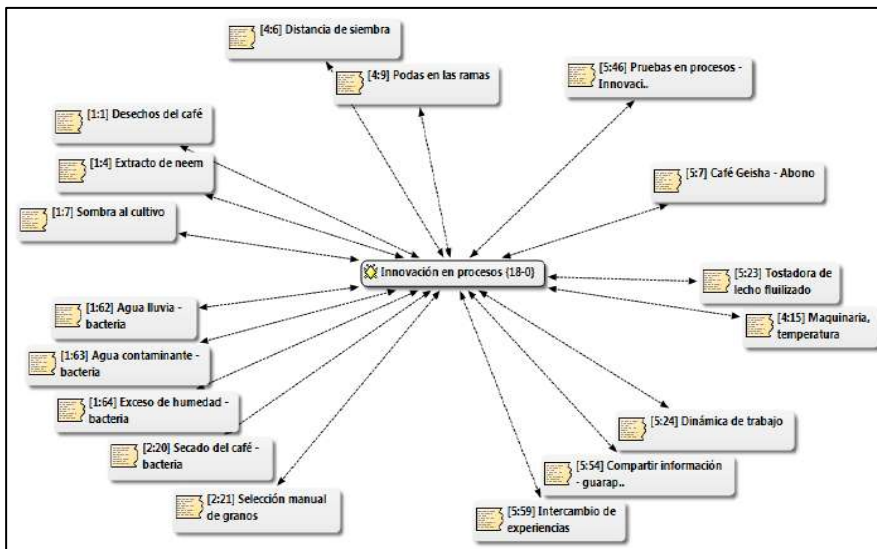 [4:6] Distancia de siembra
[4:9] Podas en las ramas
[5:46] Pruebas en procesos -
Innovaci..
[1:1] Desechos del café
[1:4] Extracto de neem
[5:7] Café Geisha - Abono
[1:7] Sombra al cultivo
Innovación en procesos {18-0}
[5:23] Tostadora de
lecho fluilizado
[1:62] Agua lluvia -
bacteria
[4:15] Maquinaria,
temperatura
[1:63] Agua contaminante -
bacteria
[1:64] Exceso de humedad -
bacteria
[5:24] Dinámica de trabajo
[2:20] Secado del café -
bacteria
[5:54] Compartir información
- guarap..
[2:21] Selección manual
de granos
[5:59] Intercambio de
experiencias